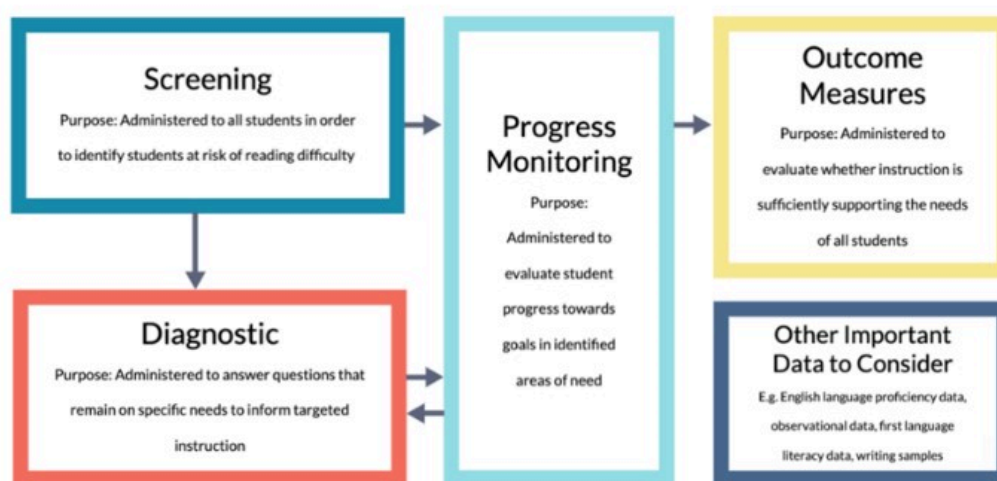 Screening
Purpose: Administered to all students in order
to identify students at risk of reading difficulty
Diagnostic
Purpose: Administered to answer questions that
remain on specific needs to inform targeted
instruction
Progress
Monitoring
Purpose:
Administered to
evaluate student
progress towards
goals in identified
areas of need
Outcome
Measures
Purpose: Administered to
evaluate whether instruction is
sufficiently supporting the needs
of all students
Other Important
Data to Consider
E.g. English language proficiency data,
observational data, first language
literacy data, writing samples